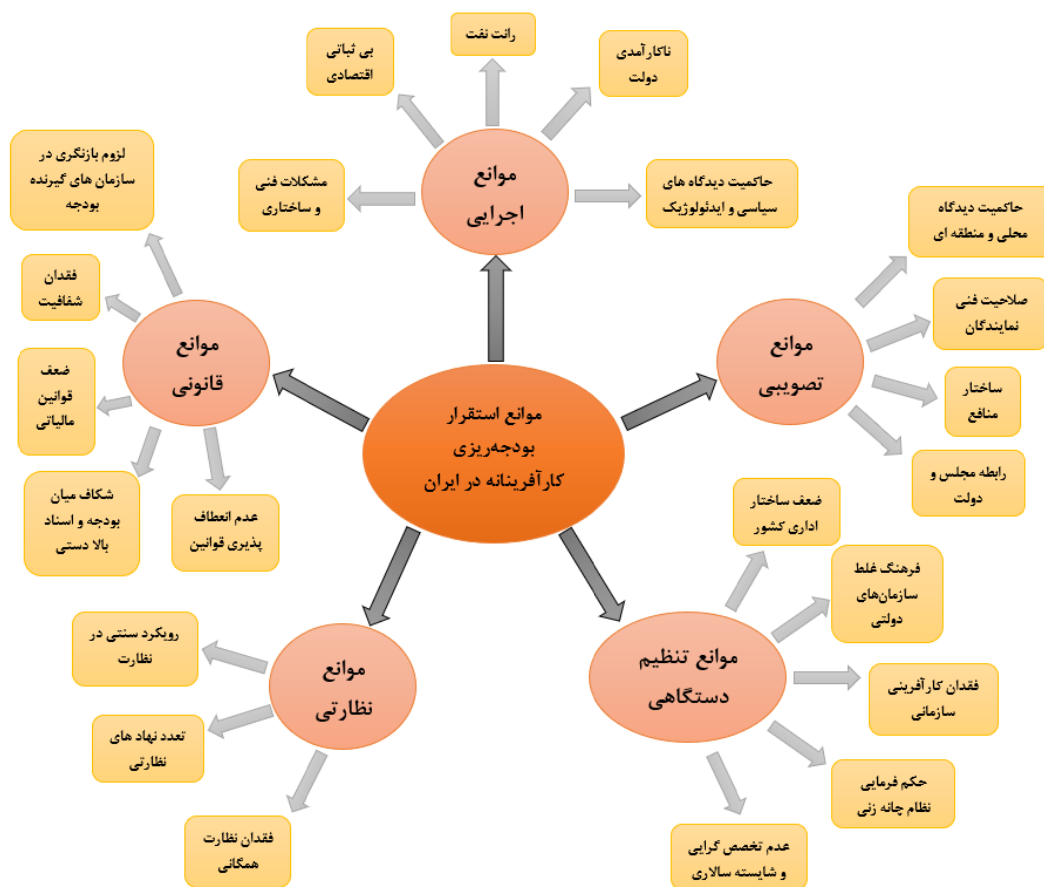 موانع استقرار
بودجه‌ریزی
کارآفرینانه در ایران
موانع
اجرایی
ناکارآمدی
دولت
رانت نفت
بی ثباتی
اقتصادی
مشکلات فنی
و ساختاری
حاکمیت دیدگاه های
سیاسی و ایدئولوژیک
موانع
تصویبی
حاکمیت دیدگاه
محلی و منطقه ای
صلاحیت فنی
نمایندگان
ساختار
منافع
رابطه مجلس و
دولت
موانع تنظیم
دستگاهی
ضعف ساختار
اداری کشور
فرهنگ غلط
سازمان‌های
دولتی
فقدان کارآفرینی
سازمانی
حکم فرمایی
نظام چانه زنی
عدم تخصص گرایی
و شایسته سالاری
موانع
نظارتی
رویکرد سنتی در
نظارت
تعدد نهاد های
نظارتی
فقدان نظارت
همگانی
موانع
قانونی
لزوم بازنگری در
سازمان های گیرنده
بودجه
فقدان
شفافیت
ضعف
قوانین
مالیاتی
شکاف میان
بودجه و اسناد
بالا دستی
عدم انعطاف
پذیری قوانین